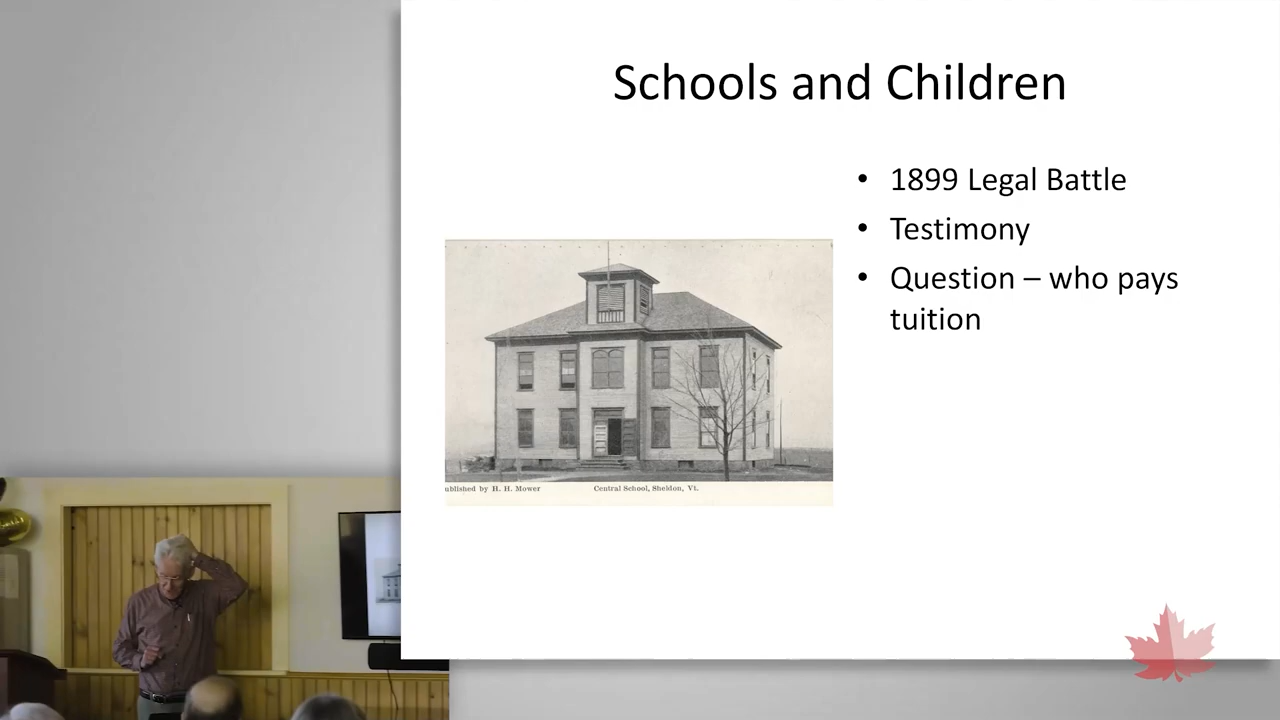 Schools and Children
• 1899 Legal Battle
• Testimony
• Question – who pays
tuition
ublished by H. H. Mower
Central School, Sheldon, Vt.